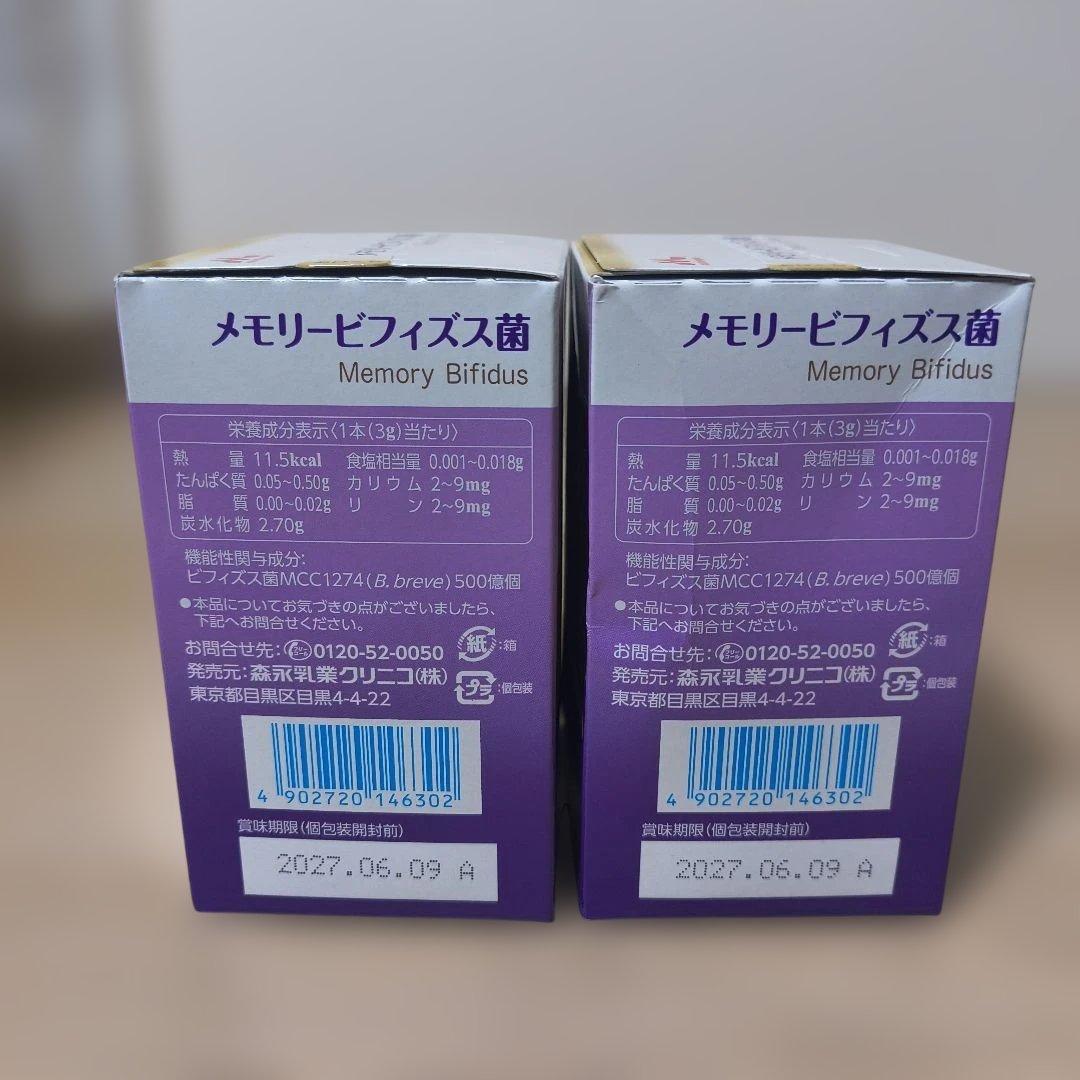 メモリービフィズス菌
Memory Bifidus
栄養成分表示〈1本(3g)当たり〉
熱 量 11.5kcal 食塩相当量 0.001~0.018g
たんぱく質 0.05~0.50g カリウム 2~9mg
脂 質 0.00~0.02g リ ン 2~9mg
炭水化物 2.70g
機能性関与成分:
ビフィズス菌MCC1274(B. breve)500億個
●本品についてお気づきの点がございましたら、
下記へお問合せください。
お問合せ先:0120-52-0050 紙:箱
発売元:森永乳業クリニコ(株) プラ:個包装
東京都目黒区目黒4-4-22
4 902720 146302
賞味期限(個包装開封前)
2027.06.09 A
メモリービフィズス菌
Memory Bifidus
栄養成分表示〈1本(3g)当たり〉
熱 量 11.5kcal 食塩相当量 0.001~0.018g
たんぱく質 0.05~0.50g カリウム 2~9mg
脂 質 0.00~0.02g リ ン 2~9mg
炭水化物 2.70g
機能性関与成分:
ビフィズス菌MCC1274(B. breve)500億個
●本品についてお気づきの点がございましたら、
下記へお問合せください。
お問合せ先:0120-52-0050 紙:箱
発売元:森永乳業クリニコ(株) プラ:個包装
東京都目黒区目黒4-4-22
4 902720 146302
賞味期限(個包装開封前)
2027.06.09 A